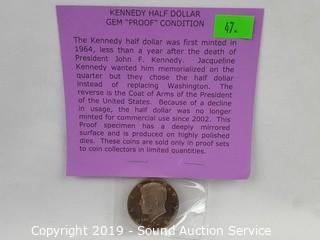 KENNEDY HALF DOLLAR
GEM "PROOF" CONDITION
47.
The Kennedy half dollar was first minted in
1964, less than a year after the death of
President John F. Kennedy. Jacqueline
Kennedy wanted him memorialized on the
quarter but they chose the half dollar
instead of replacing Washington. The
reverse is the Coat of Arms of the President
of the United States. Because of a decline
in usage, the half dollar was no longer
minted for commercial use since 2002. This
Proof specimen has a deeply mirrored
surface and is produced on highly polished
dies. These coins are sold only in proof sets
to coin collectors in limited quantities.
Copyright 2019 - Sound Auction Service